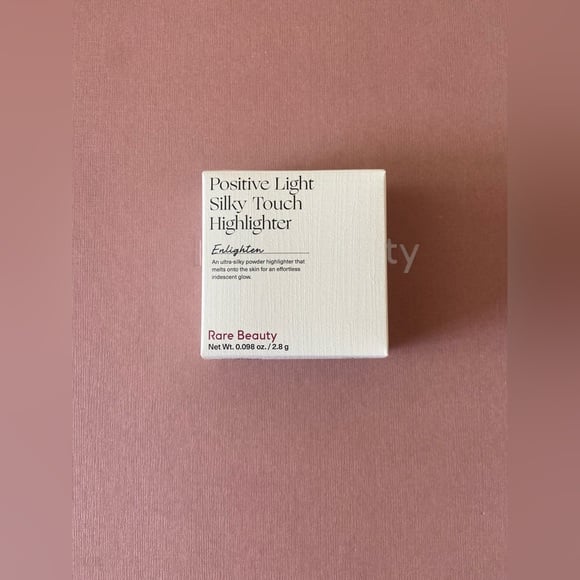 Positive Light
Silky Touch
Highlighter
Enlighten
An ultra-silky powder highlighter that
melts onto the skin for an effortless
iridescent glow.
Rare Beauty
Net Wt. 0.098 oz. / 2.8 g